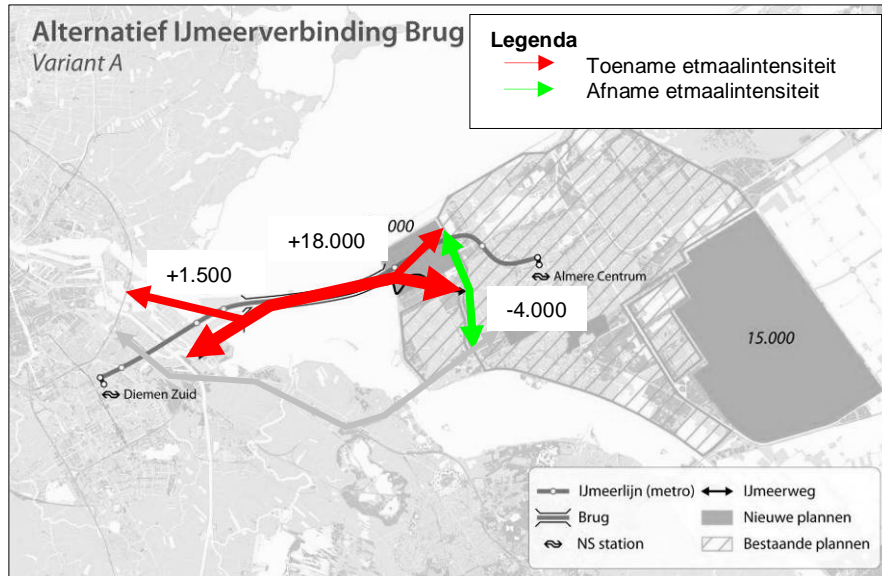 Alternatief IJmeerverbinding Brug
Variant A
Legenda
Toename etmaalintensiteit
Afname etmaalintensiteit
000
+18.000
+1.500
Almere Centrum
-4.000
15.000
Diemen Zuid
IJmeerlijn (metro)
IJmeerweg
Brug
Nieuwe plannen
NS station
Bestaande plannen